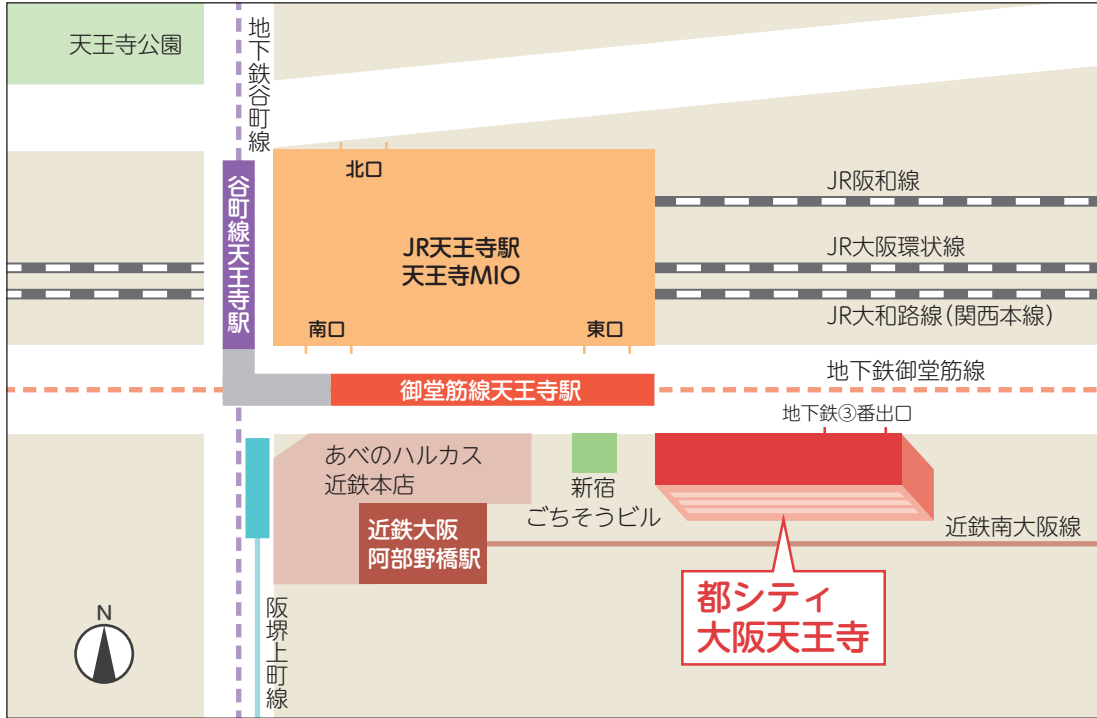 天王寺公園
地下鉄谷町線
谷町線天王寺駅
北口
JR天王寺駅
天王寺MIO
南口
東口
JR阪和線
JR大阪環状線
JR大和路線(関西本線)
地下鉄御堂筋線
御堂筋線天王寺駅
地下鉄③番出口
あべのハルカス
近鉄本店
新宿
ごちそうビル
近鉄大阪
阿部野橋駅
近鉄南大阪線
都シティ
大阪天王寺
阪堺上町線
N